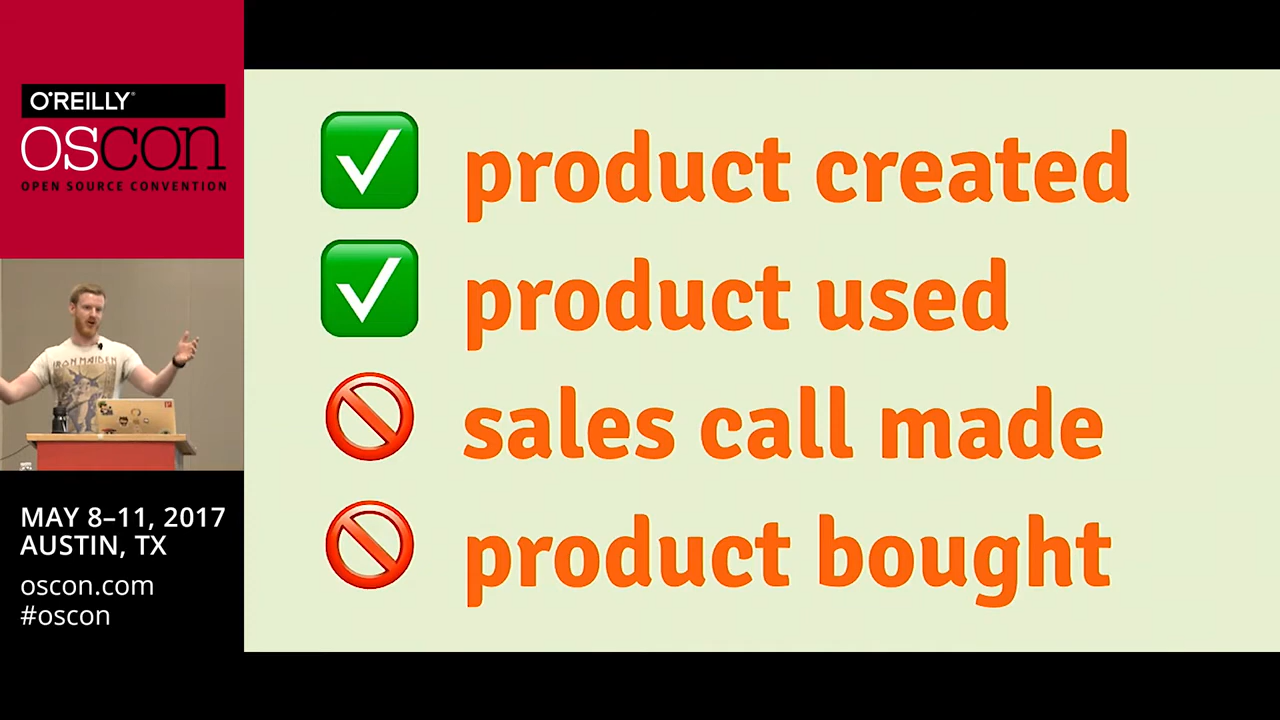 O'REILLY®
OSCON
OPEN SOURCE CONVENTION
IRON MAIDEN
MAY 8–11, 2017
AUSTIN, TX
oscon.com
#oscon
product created
product used
sales call made
product bought